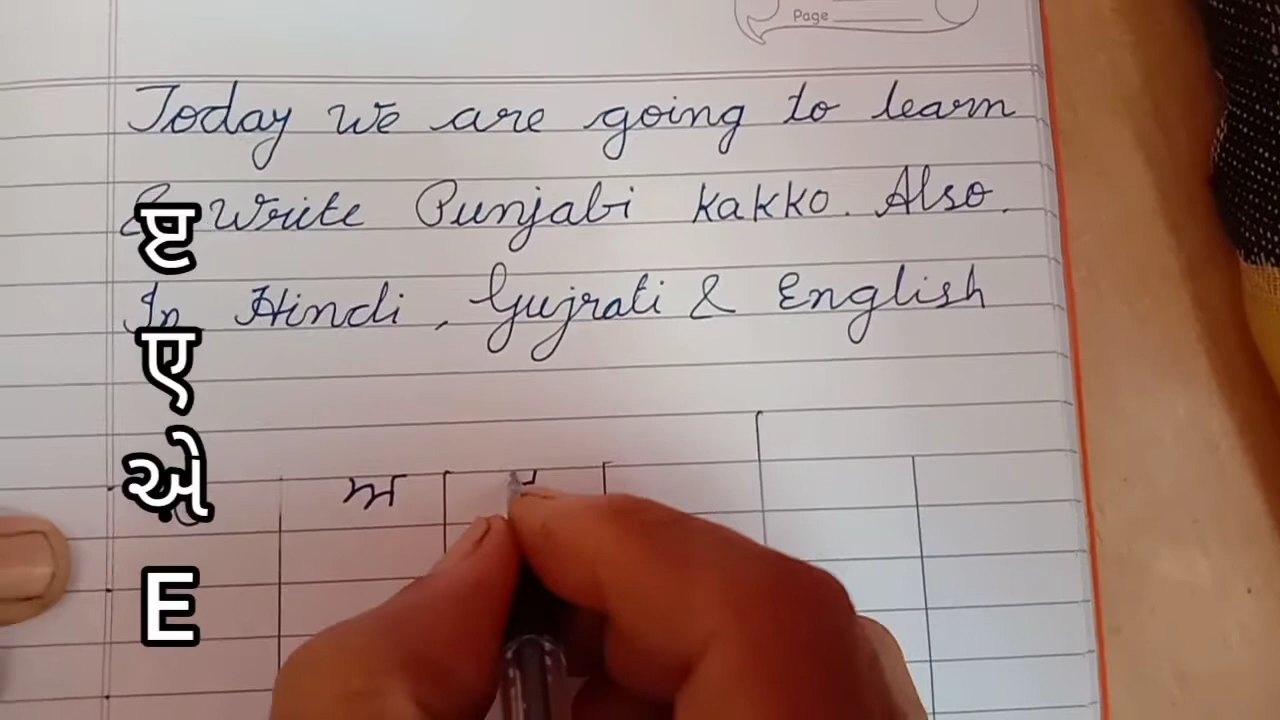 Page
Today we are going to learn
& Write Punjabi kakko. Also.
In Hindi, Gujrati & English
ਏ
ए
એ
E
ਅ